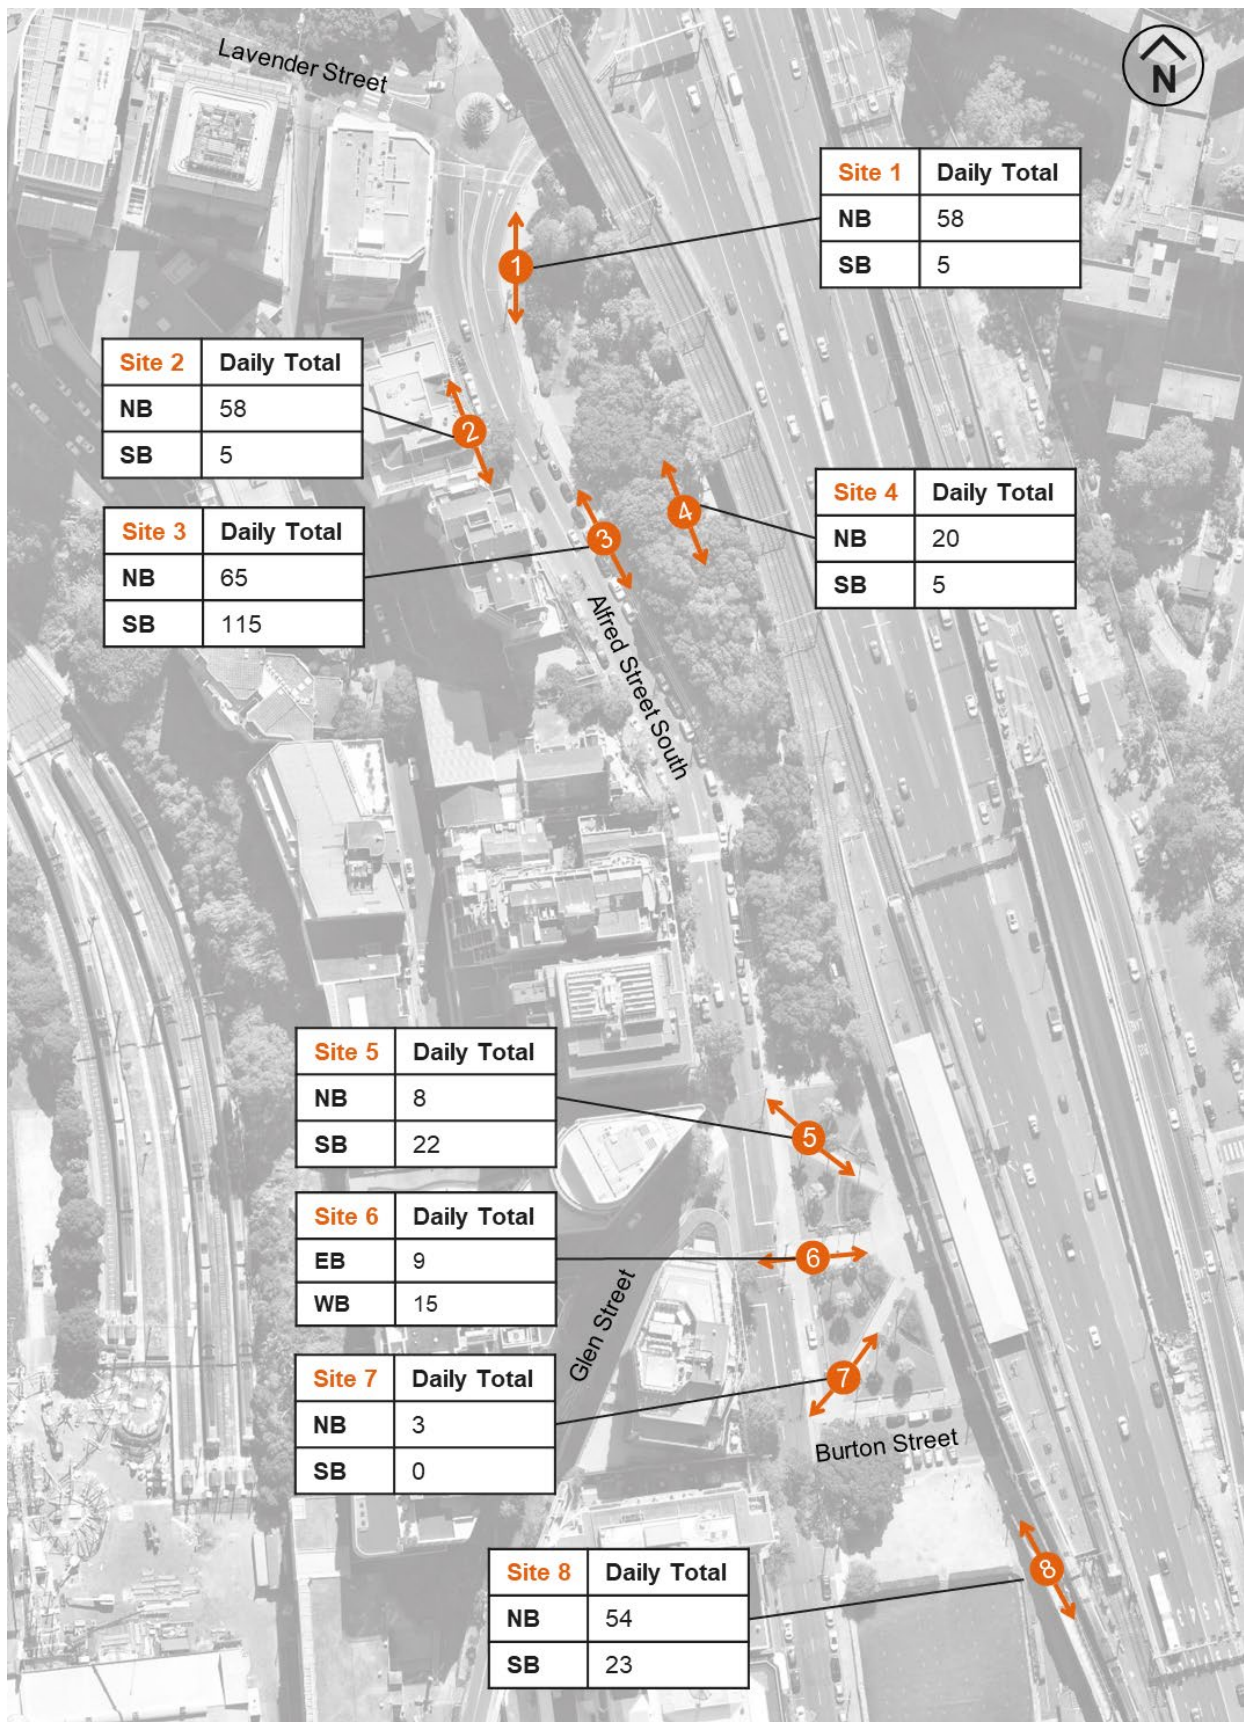 Lavender Street
N
Site 1 Daily Total
NB 58
SB 5
1
Site 2 Daily Total
NB 58
SB 5
2
Site 4 Daily Total
NB 20
SB 5
4
Site 3 Daily Total
NB 65
SB 115
3
Alfred Street South
Site 5 Daily Total
NB 8
SB 22
5
Site 6 Daily Total
EB 9
WB 15
6
Glen Street
Site 7 Daily Total
NB 3
SB 0
7
Burton Street
Site 8 Daily Total
NB 54
SB 23
8